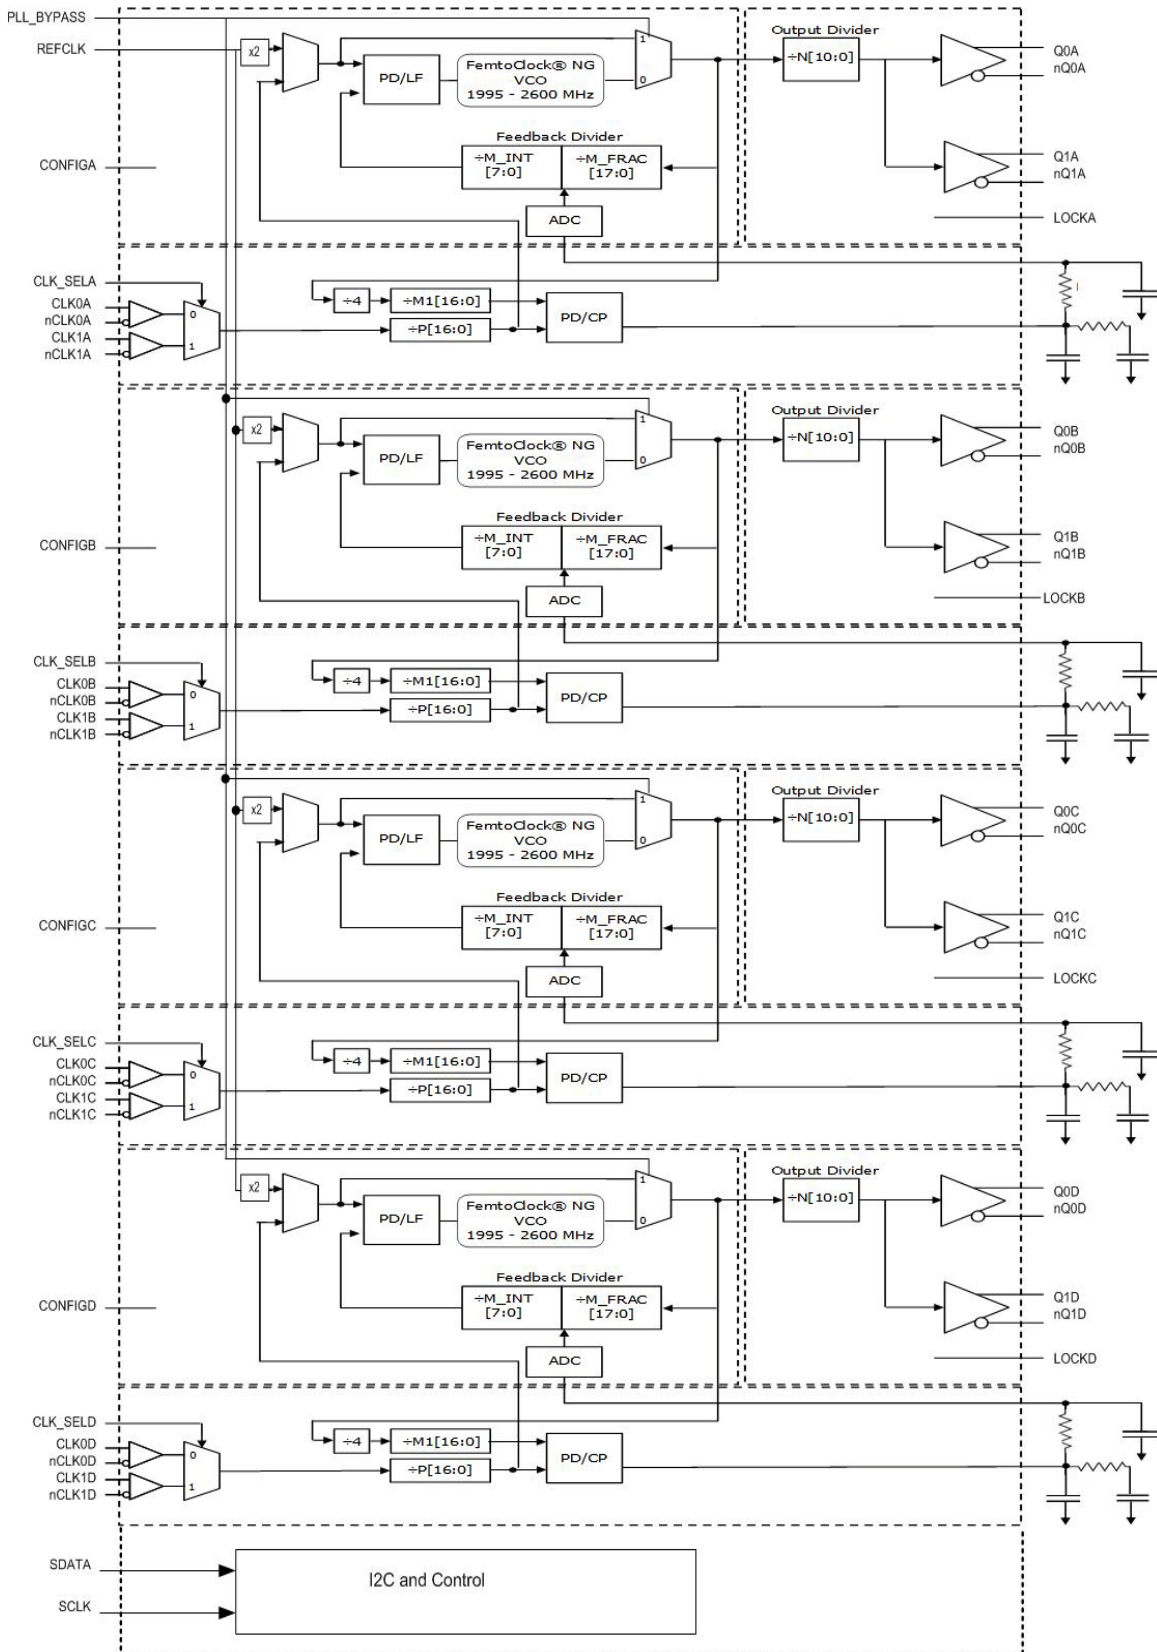 PLL_BYPASS
REFCLK
x2
1
0
PD/LF
FemtoClock® NG
VCO
1995 - 2600 MHz
Output Divider
÷N[10:0]
Q0A
nQ0A
Feedback Divider
÷M_INT
[7:0]
÷M_FRAC
[17:0]
CONFIGA
Q1A
nQ1A
ADC
LOCKA
CLK_SELA
CLK0A
nCLK0A
CLK1A
nCLK1A
0
1
÷4
÷M1[16:0]
÷P[16:0]
PD/CP
x2
1
0
PD/LF
FemtoClock® NG
VCO
1995 - 2600 MHz
Output Divider
÷N[10:0]
Q0B
nQ0B
Feedback Divider
÷M_INT
[7:0]
÷M_FRAC
[17:0]
CONFIGB
Q1B
nQ1B
ADC
LOCKB
CLK_SELB
CLK0B
nCLK0B
CLK1B
nCLK1B
0
1
÷4
÷M1[16:0]
÷P[16:0]
PD/CP
x2
1
0
PD/LF
FemtoClock® NG
VCO
1995 - 2600 MHz
Output Divider
÷N[10:0]
Q0C
nQ0C
Feedback Divider
÷M_INT
[7:0]
÷M_FRAC
[17:0]
CONFIGC
Q1C
nQ1C
ADC
LOCKC
CLK_SELC
CLK0C
nCLK0C
CLK1C
nCLK1C
0
1
÷4
÷M1[16:0]
÷P[16:0]
PD/CP
x2
1
0
PD/LF
FemtoClock® NG
VCO
1995 - 2600 MHz
Output Divider
÷N[10:0]
Q0D
nQ0D
Feedback Divider
÷M_INT
[7:0]
÷M_FRAC
[17:0]
CONFIGD
Q1D
nQ1D
ADC
LOCKD
CLK_SELD
CLK0D
nCLK0D
CLK1D
nCLK1D
0
1
÷4
÷M1[16:0]
÷P[16:0]
PD/CP
SDATA
SCLK
I2C and Control